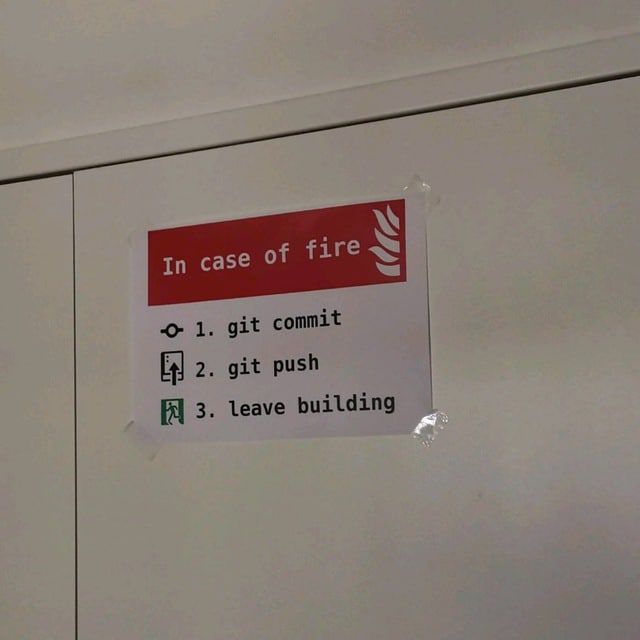 In case of fire
1. git commit
2. git push
3. leave building